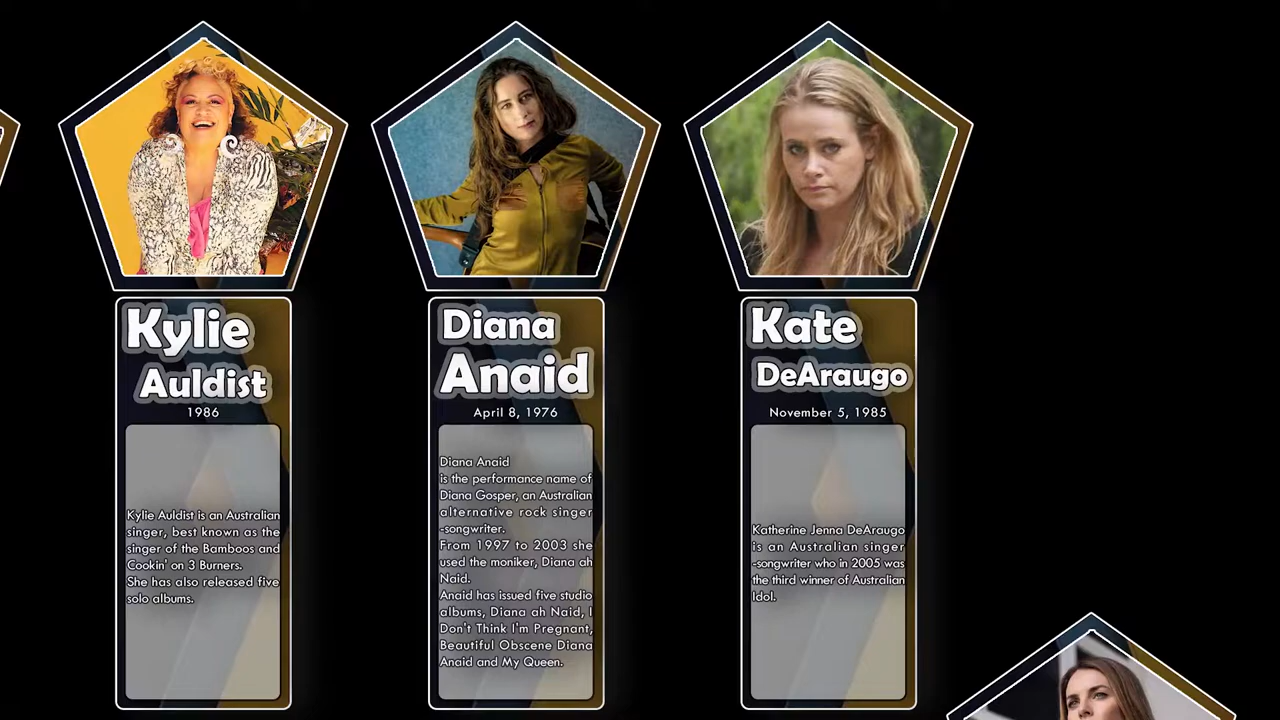 Kylie
Auldist
1986
Kylie Auldist is an Australian
singer, best known as the
singer of the Bamboos and
Cookin' on 3 Burners.
She has also released five
solo albums.
Diana
Anaid
April 8, 1976
Diana Anaid
is the performance name of
Diana Gosper, an Australian
alternative rock singer
-songwriter.
From 1997 to 2003 she
used the moniker, Diana ah
Naid.
Anaid has issued five studio
albums, Diana ah Naid, I
Don't Think I'm Pregnant,
Beautiful Obscene Diana
Anaid and My Queen.
Kate
DeAraugo
November 5, 1985
Katherine Jenna DeAraugo
is an Australian singer
-songwriter who in 2005 was
the third winner of Australian
Idol.